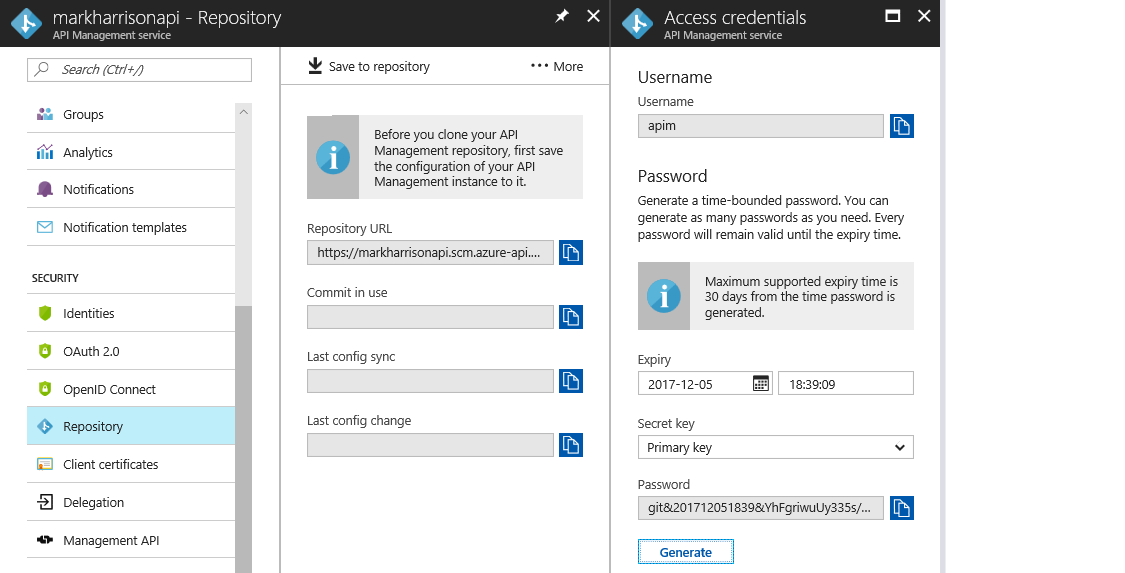 markharrisonapi - Repository
API Management service
Search (Ctrl+/)
Groups
Analytics
Notifications
Notification templates
SECURITY
Identities
OAuth 2.0
OpenID Connect
Repository
Client certificates
Delegation
Management API
Save to repository
••• More
Before you clone your API
Management repository, first save
the configuration of your API
Management instance to it.
Repository URL
https://markharrisonapi.scm.azure-api....
Commit in use
Last config sync
Last config change
Access credentials
API Management service
Username
Username
apim
Password
Generate a time-bounded password. You can
generate as many passwords as you need. Every
password will remain valid until the expiry time.
Maximum supported expiry time is
30 days from the time password is
generated.
Expiry
2017-12-05
18:39:09
Secret key
Primary key
Password
git&201712051839&YhFgriwuUy335s/...
Generate